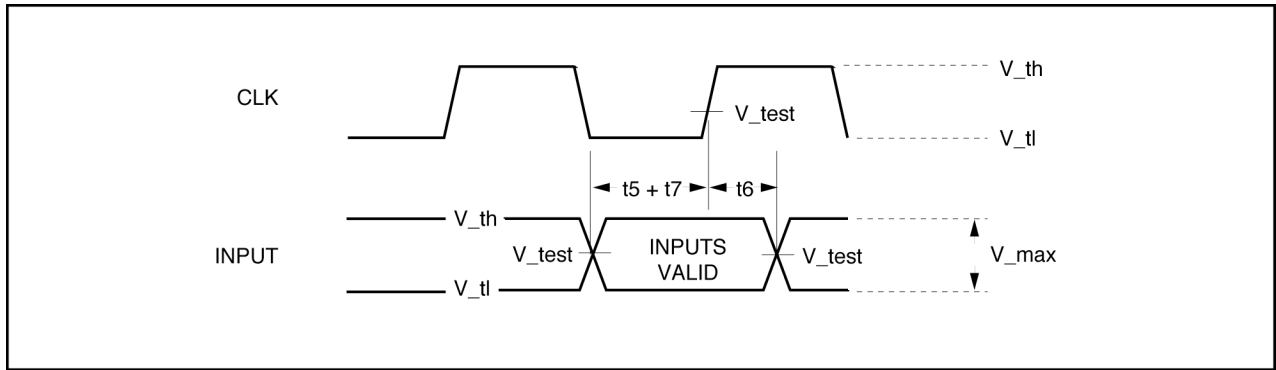 V_th
CLK
V_test
V_tl
t5 + t7
t6
V_th
INPUT
V_test
INPUTS
VALID
V_test
V_max
V_tl